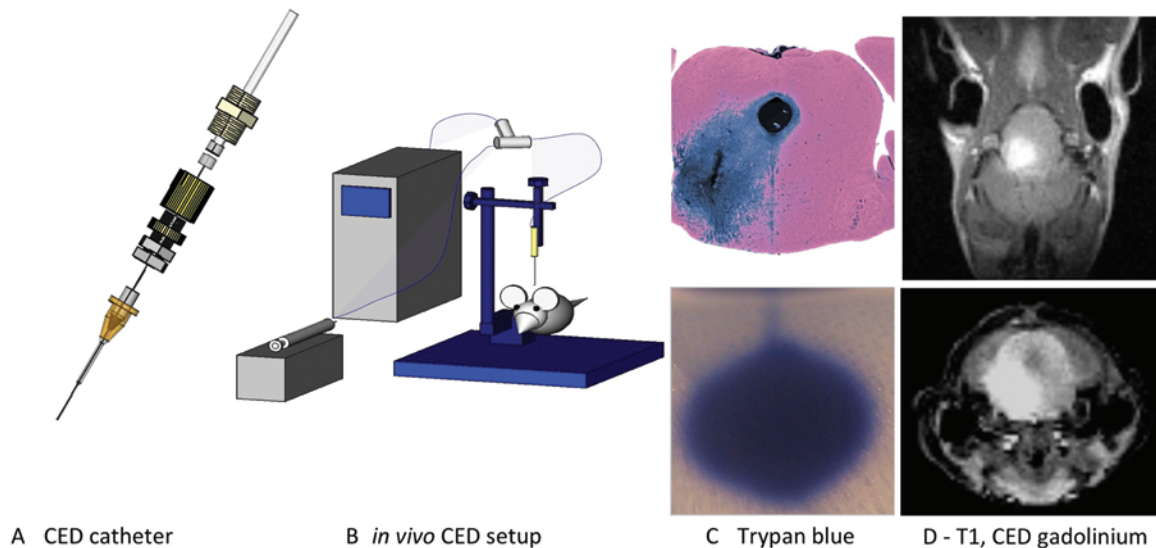 A CED catheter
B in vivo CED setup
C Trypan blue
D - T1, CED gadolinium